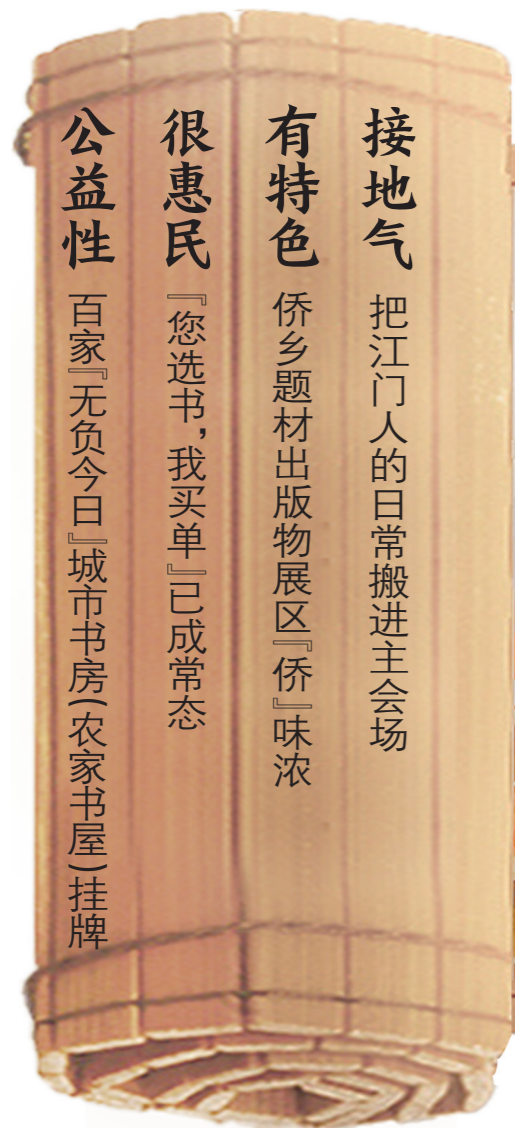 接地气 把江门人的日常搬进主会场
有特色 侨乡题材出版物展区『侨』味浓
很惠民 『您选书，我买单』已成常态
公益性 百家『无负今日』城市书房(农家书屋)挂牌